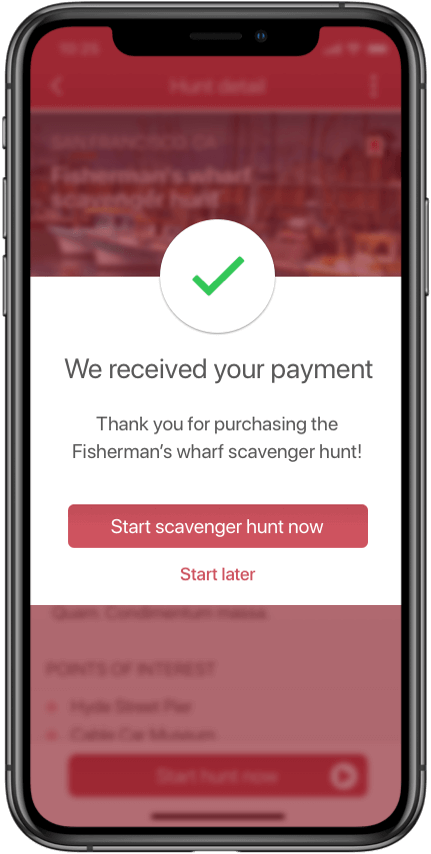 10:25
Hunt detail
SAN FRANCISCO, CA
Fisherman's wharf
scavenger hunt
We received your payment
Thank you for purchasing the
Fisherman’s wharf scavenger hunt!
Start scavenger hunt now
Start later
Quam: Condimentum massa
POINTS OF INTEREST
Hyde Street Pier
Cable Car Museum
Start hunt now